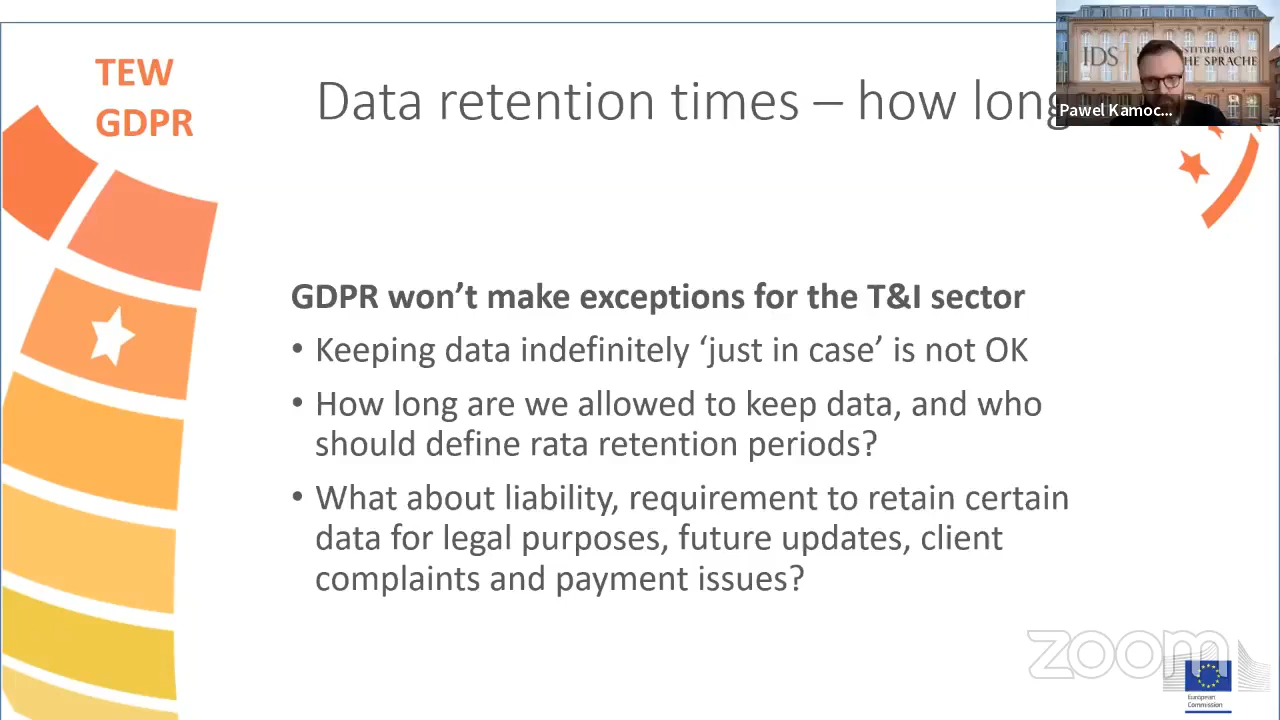 TEW
GDPR
Data retention times – how long
IDS
HE SPRACHE
Pawel Kamoc...
GDPR won’t make exceptions for the T&I sector
• Keeping data indefinitely ‘just in case’ is not OK
• How long are we allowed to keep data, and who
should define rata retention periods?
• What about liability, requirement to retain certain
data for legal purposes, future updates, client
complaints and payment issues?
zoom
European
Commission